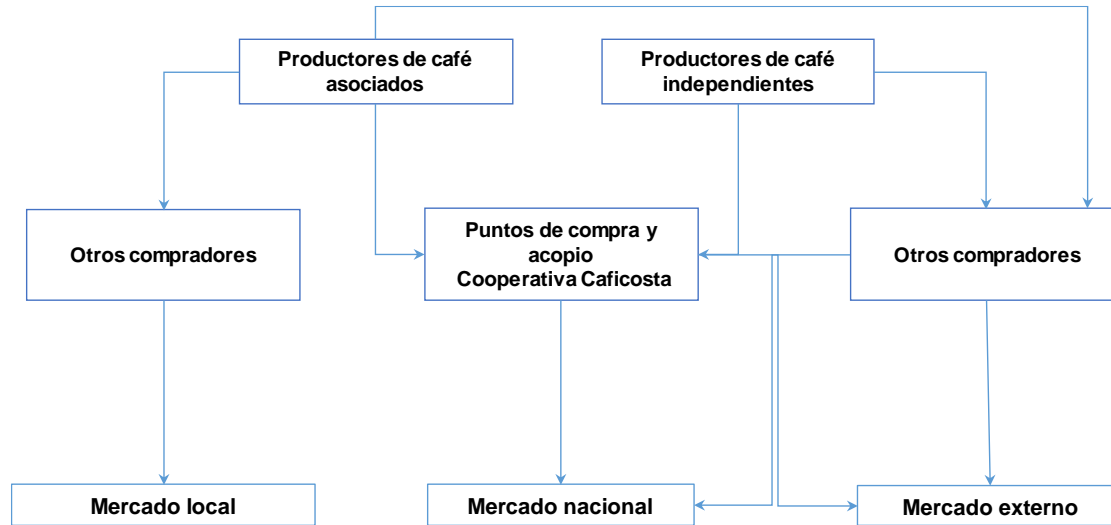 Productores de café
asociados
Productores de café
independientes
Otros compradores
Puntos de compra y
acopio
Cooperativa Caficosta
Otros compradores
Mercado local
Mercado nacional
Mercado externo